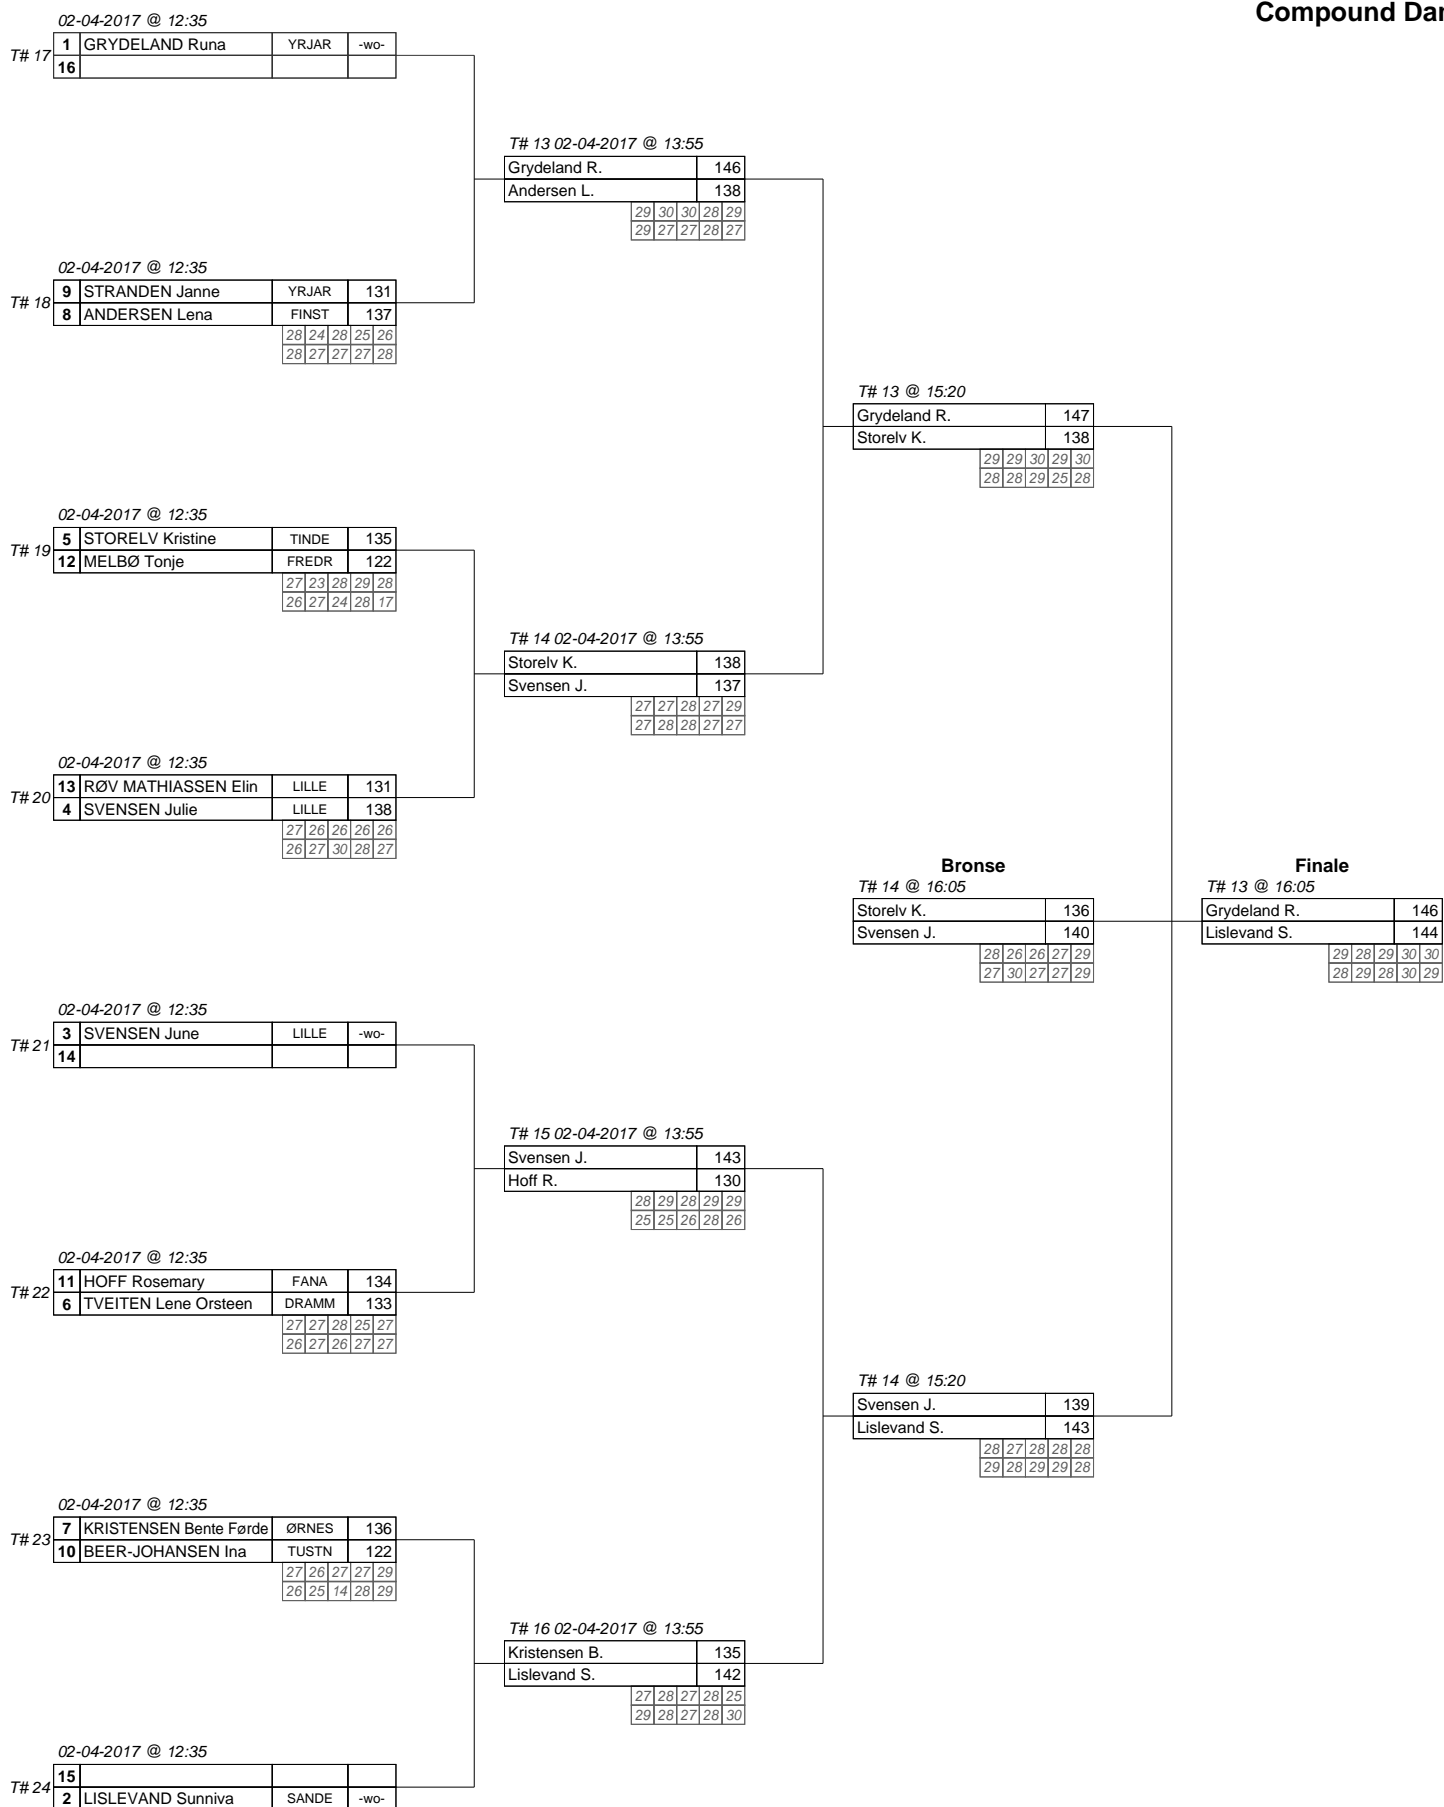 Compound Dar
02-04-2017 @ 12:35
T# 17
1 GRYDELAND Runa YRJAR -wo-
16
T# 13 02-04-2017 @ 13:55
Grydeland R. 146
Andersen L. 138
29 30 30 28 29
29 27 27 28 27
02-04-2017 @ 12:35
T# 18
9 STRANDEN Janne YRJAR 131
8 ANDERSEN Lena FINST 137
28 24 28 25 26
28 27 27 27 28
T# 13 @ 15:20
Grydeland R. 147
Storelv K. 138
29 29 30 29 30
28 28 29 25 28
02-04-2017 @ 12:35
T# 19
5 STORELV Kristine TINDE 135
12 MELBØ Tonje FREDR 122
27 23 28 29 28
26 27 24 28 17
T# 14 02-04-2017 @ 13:55
Storelv K. 138
Svensen J. 137
27 27 28 27 29
27 28 28 27 27
02-04-2017 @ 12:35
T# 20
13 RØV MATHIASSEN Elin LILLE 131
4 SVENSEN Julie LILLE 138
27 26 26 26 26
26 27 30 28 27
Bronse
T# 14 @ 16:05
Storelv K. 136
Svensen J. 140
28 26 26 27 29
27 30 27 27 29
Finale
T# 13 @ 16:05
Grydeland R. 146
Lislevand S. 144
29 28 29 30 30
28 29 28 30 29
02-04-2017 @ 12:35
T# 21
3 SVENSEN June LILLE -wo-
14
T# 15 02-04-2017 @ 13:55
Svensen J. 143
Hoff R. 130
28 29 28 29 29
25 25 26 28 26
02-04-2017 @ 12:35
T# 22
11 HOFF Rosemary FANA 134
6 TVEITEN Lene Orsteen DRAMM 133
27 27 28 25 27
26 27 26 27 27
T# 14 @ 15:20
Svensen J. 139
Lislevand S. 143
28 27 28 28 28
29 28 29 29 28
02-04-2017 @ 12:35
T# 23
7 KRISTENSEN Bente Førde ØRNES 136
10 BEER-JOHANSEN Ina TUSTN 122
27 26 27 27 29
26 25 14 28 29
T# 16 02-04-2017 @ 13:55
Kristensen B. 135
Lislevand S. 142
27 28 27 28 25
29 28 27 28 30
02-04-2017 @ 12:35
T# 24
15
2 LISLEVAND Sunniva SANDE -wo-